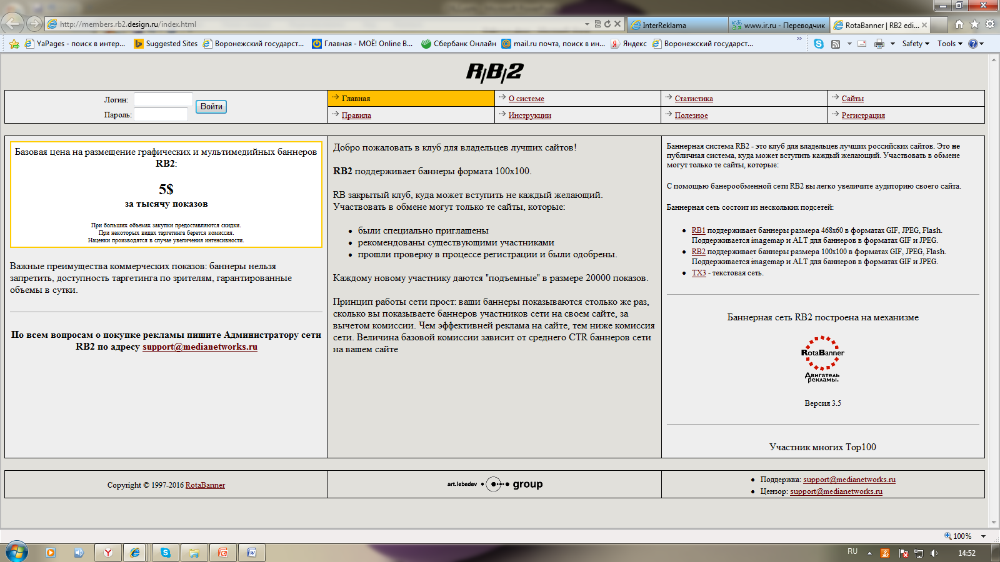 http://members.rb2.design.ru/index.html
InterReklama
www.ir.ru - Переводчик
RotaBanner | RB2 edi...
YaPages - поиск в интер...
Suggested Sites
Воронежский государст...
Главная - МОЁ! Online В...
Сбербанк Онлайн
mail.ru почта, поиск в ин...
Яндекс
Воронежский государст...
Safety
Tools
R/B/2
Логин:
Пароль:
Войти
Главная
О системе
Статистика
Сайты
Правила
Инструкции
Полезное
Регистрация
Базовая цена на размещение графических и мультимедийных баннеров
RB2:
5$
за тысячу показов
При больших объемах закупки предоставляются скидки.
При некоторых видах таргетинга берется комиссия.
Наценки производятся в случае увеличения интенсивности.
Важные преимущества коммерческих показов: баннеры нельзя
запретить, доступность таргетинга по зрителям, гарантированные
объемы в сутки.
По всем вопросам о покупке рекламы пишите Администратору сети
RB2 по адресу support@medianetworks.ru
Добро пожаловать в клуб для владельцев лучших сайтов!
RB2 поддерживает баннеры формата 100x100.
RB закрытый клуб, куда может вступить не каждый желающий.
Участвовать в обмене могут только те сайты, которые:
• были специально приглашены
• рекомендованы существующими участниками
• прошли проверку в процессе регистрации и были одобрены.
Каждому новому участнику даются "подъемные" в размере 20000 показов.
Принцип работы сети прост: ваши баннеры показываются столько же раз,
сколько вы показываете баннеров участников сети на своем сайте, за
вычетом комиссии. Чем эффективней реклама на сайте, тем ниже комиссия
сети. Величина базовой комиссии зависит от среднего CTR баннеров сети
на вашем сайте
Баннерная система RB2 - это клуб для владельцев лучших российских сайтов. Это не
публичная система, куда может вступить каждый желающий. Участвовать в обмене
могут только те сайты, которые:
С помощью банерообменной сети RB2 вы легко увеличите аудиторию своего сайта.
Баннерная сеть состоит из нескольких подсетей:
• RB1 поддерживает баннеры размера 468x60 в форматах GIF, JPEG, Flash.
Поддерживается imagemap и ALT для баннеров в форматах GIF и JPEG.
• RB2 поддерживает баннеры размера 100x100 в форматах GIF, JPEG, Flash.
Поддерживается imagemap и ALT для баннеров в форматах GIF и JPEG.
• TX3 - текстовая сеть.
Баннерная сеть RB2 построена на механизме
RotaBanner
Двигатель
рекламы.
Версия 3.5
Участник многих Top100
Copyright © 1997-2016 RotaBanner
art.lebedev group
• Поддержка: support@medianetworks.ru
• Цензор: support@medianetworks.ru
100%
RU
14:52